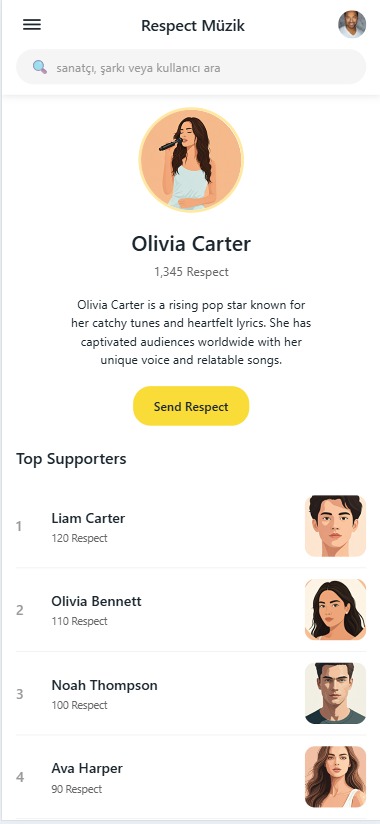 Respect Müzik
sanatçı, şarkı veya kullanıcı ara
Olivia Carter
1,345 Respect
Olivia Carter is a rising pop star known for
her catchy tunes and heartfelt lyrics. She has
captivated audiences worldwide with her
unique voice and relatable songs.
Send Respect
Top Supporters
1
Liam Carter
120 Respect
2
Olivia Bennett
110 Respect
3
Noah Thompson
100 Respect
4
Ava Harper
90 Respect